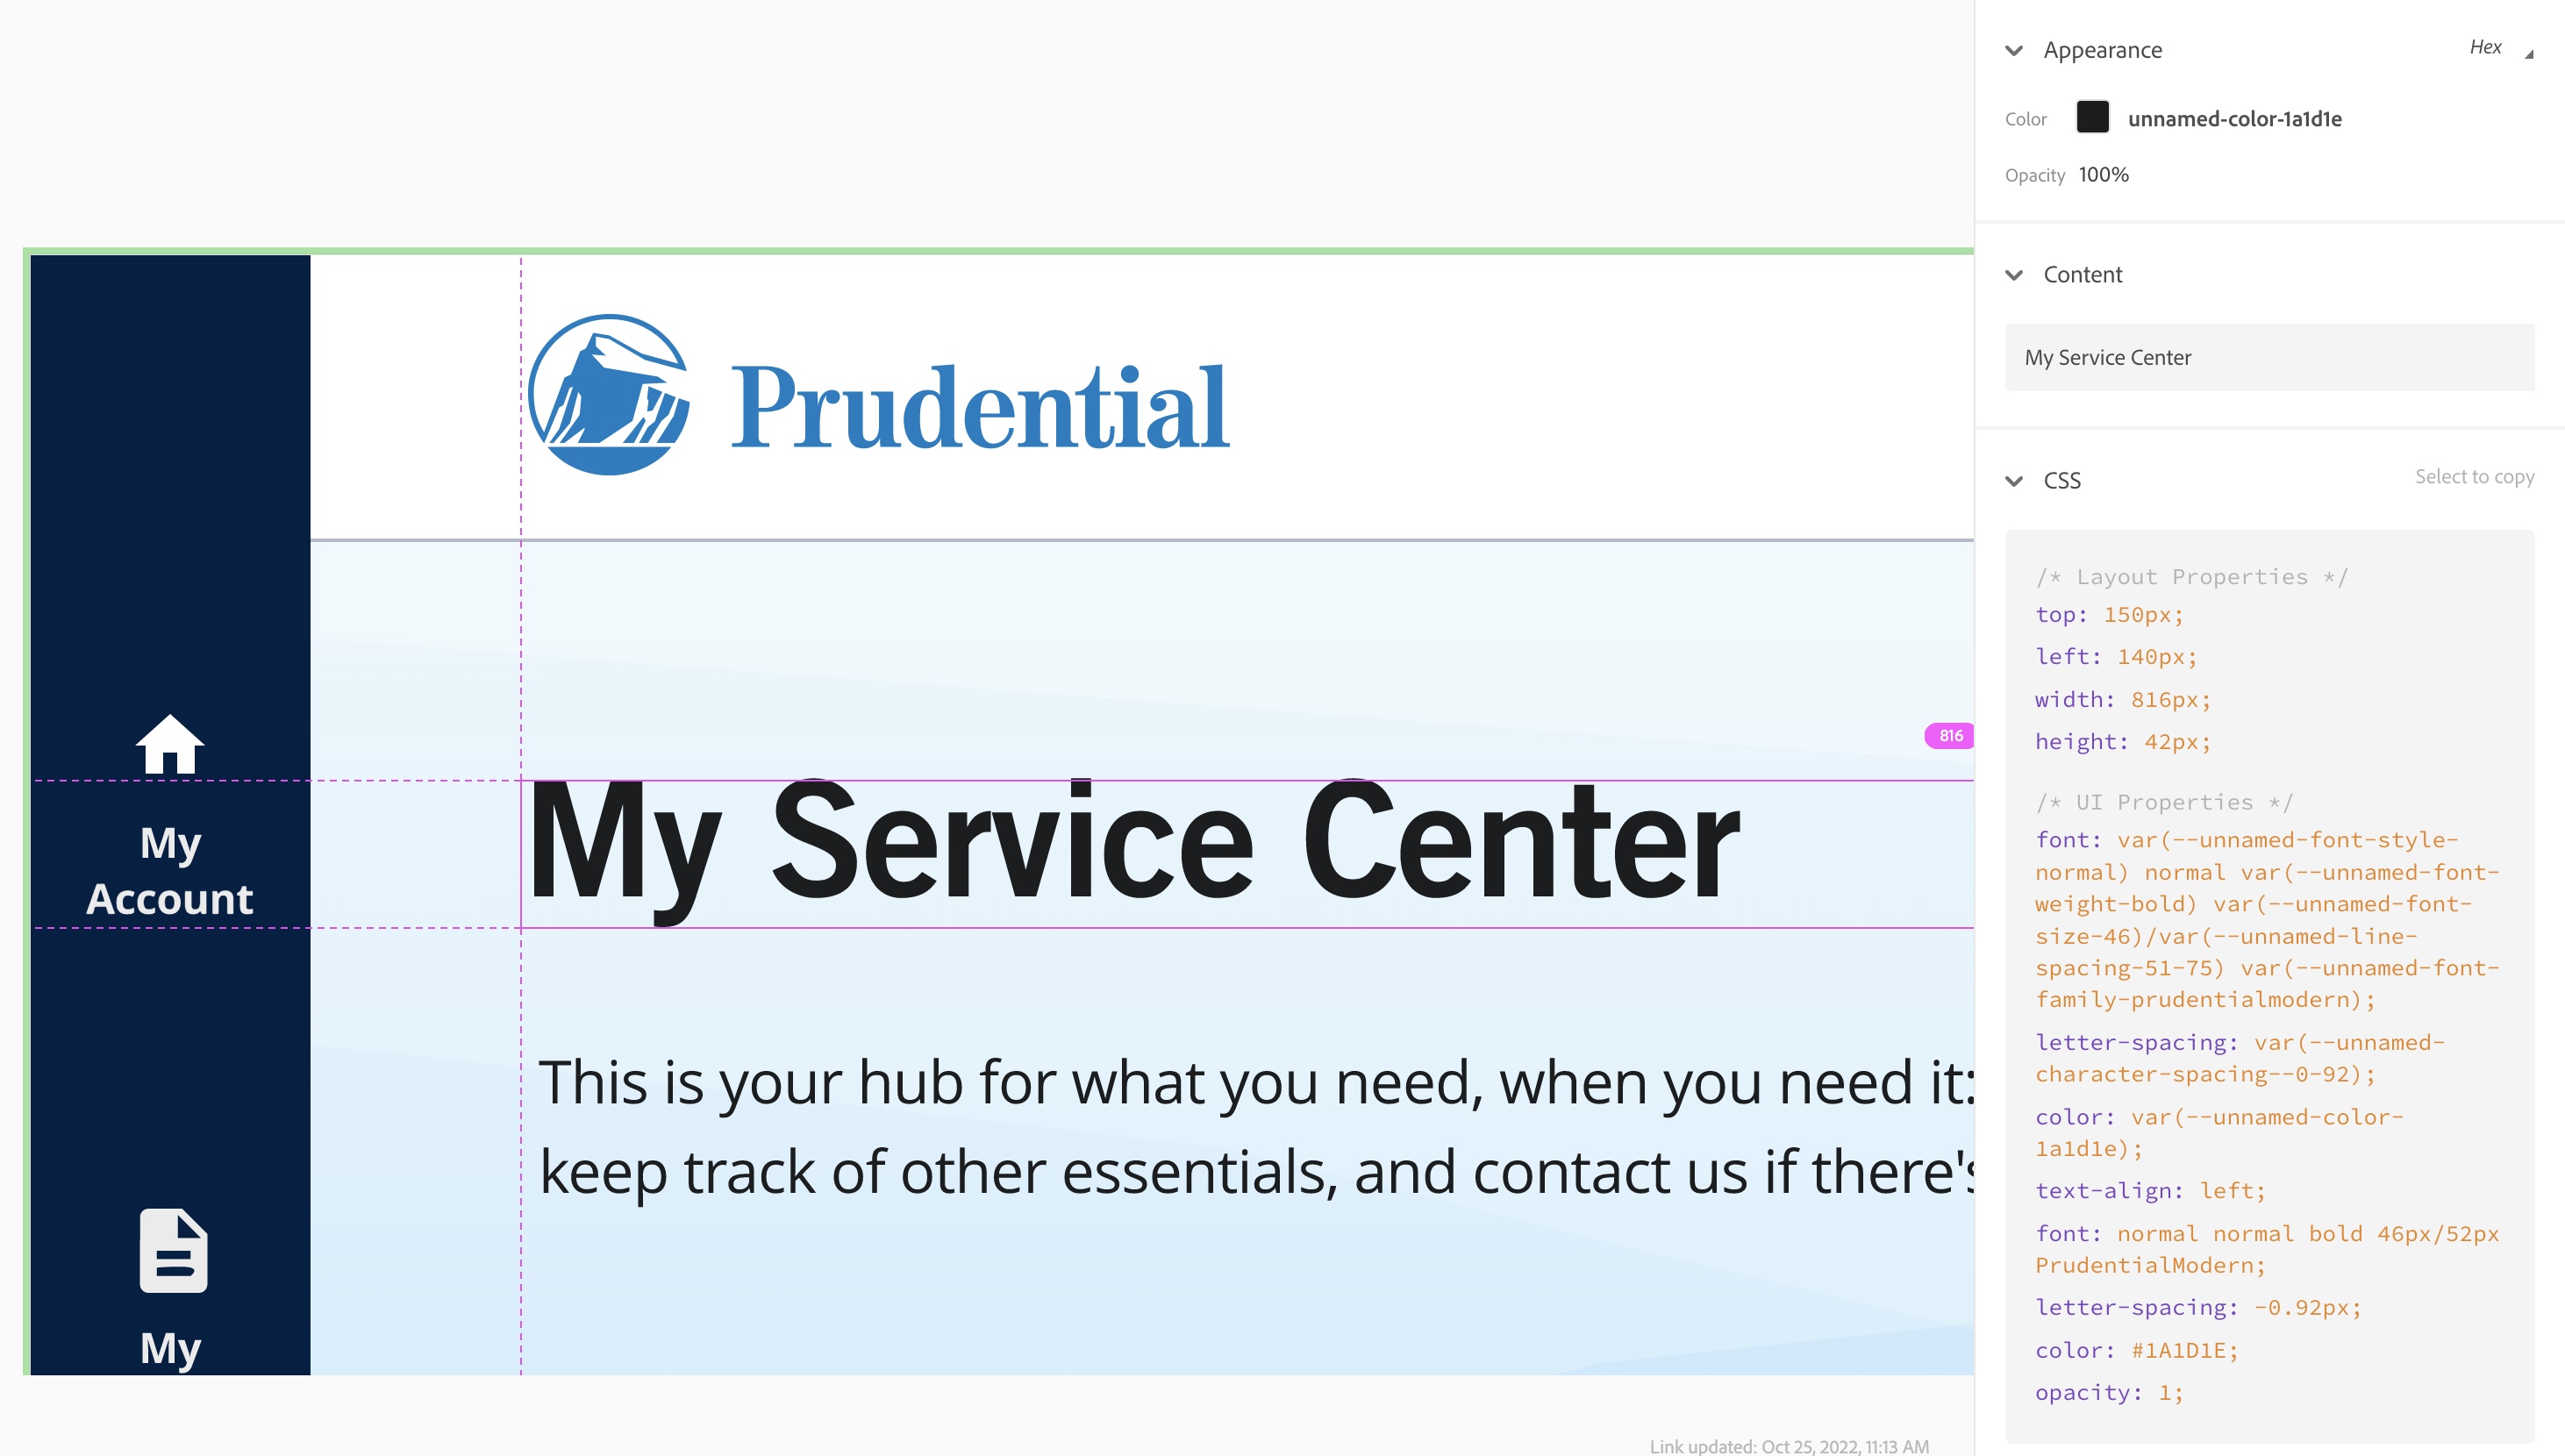 Prudential
My
Account
My
816
My Service Center
This is your hub for what you need, when you need it:
keep track of other essentials, and contact us if there's
Link updated: Oct 25, 2022, 11:13 AM
Appearance
Hex
Color unnamed-color-1a1d1e
Opacity 100%
Content
My Service Center
CSS
Select to copy
/* Layout Properties */
top: 150px;
left: 140px;
width: 816px;
height: 42px;
/* UI Properties */
font: var(--unnamed-font-style-
normal) normal var(--unnamed-font-
weight-bold) var(--unnamed-font-
size-46)/var(--unnamed-line-
spacing-51-75) var(--unnamed-font-
family-prudentialmodern);
letter-spacing: var(--unnamed-
character-spacing--0-92);
color: var(--unnamed-color-
1a1d1e);
text-align: left;
font: normal normal bold 46px/52px
PrudentialModern;
letter-spacing: -0.92px;
color: #1A1D1E;
opacity: 1;